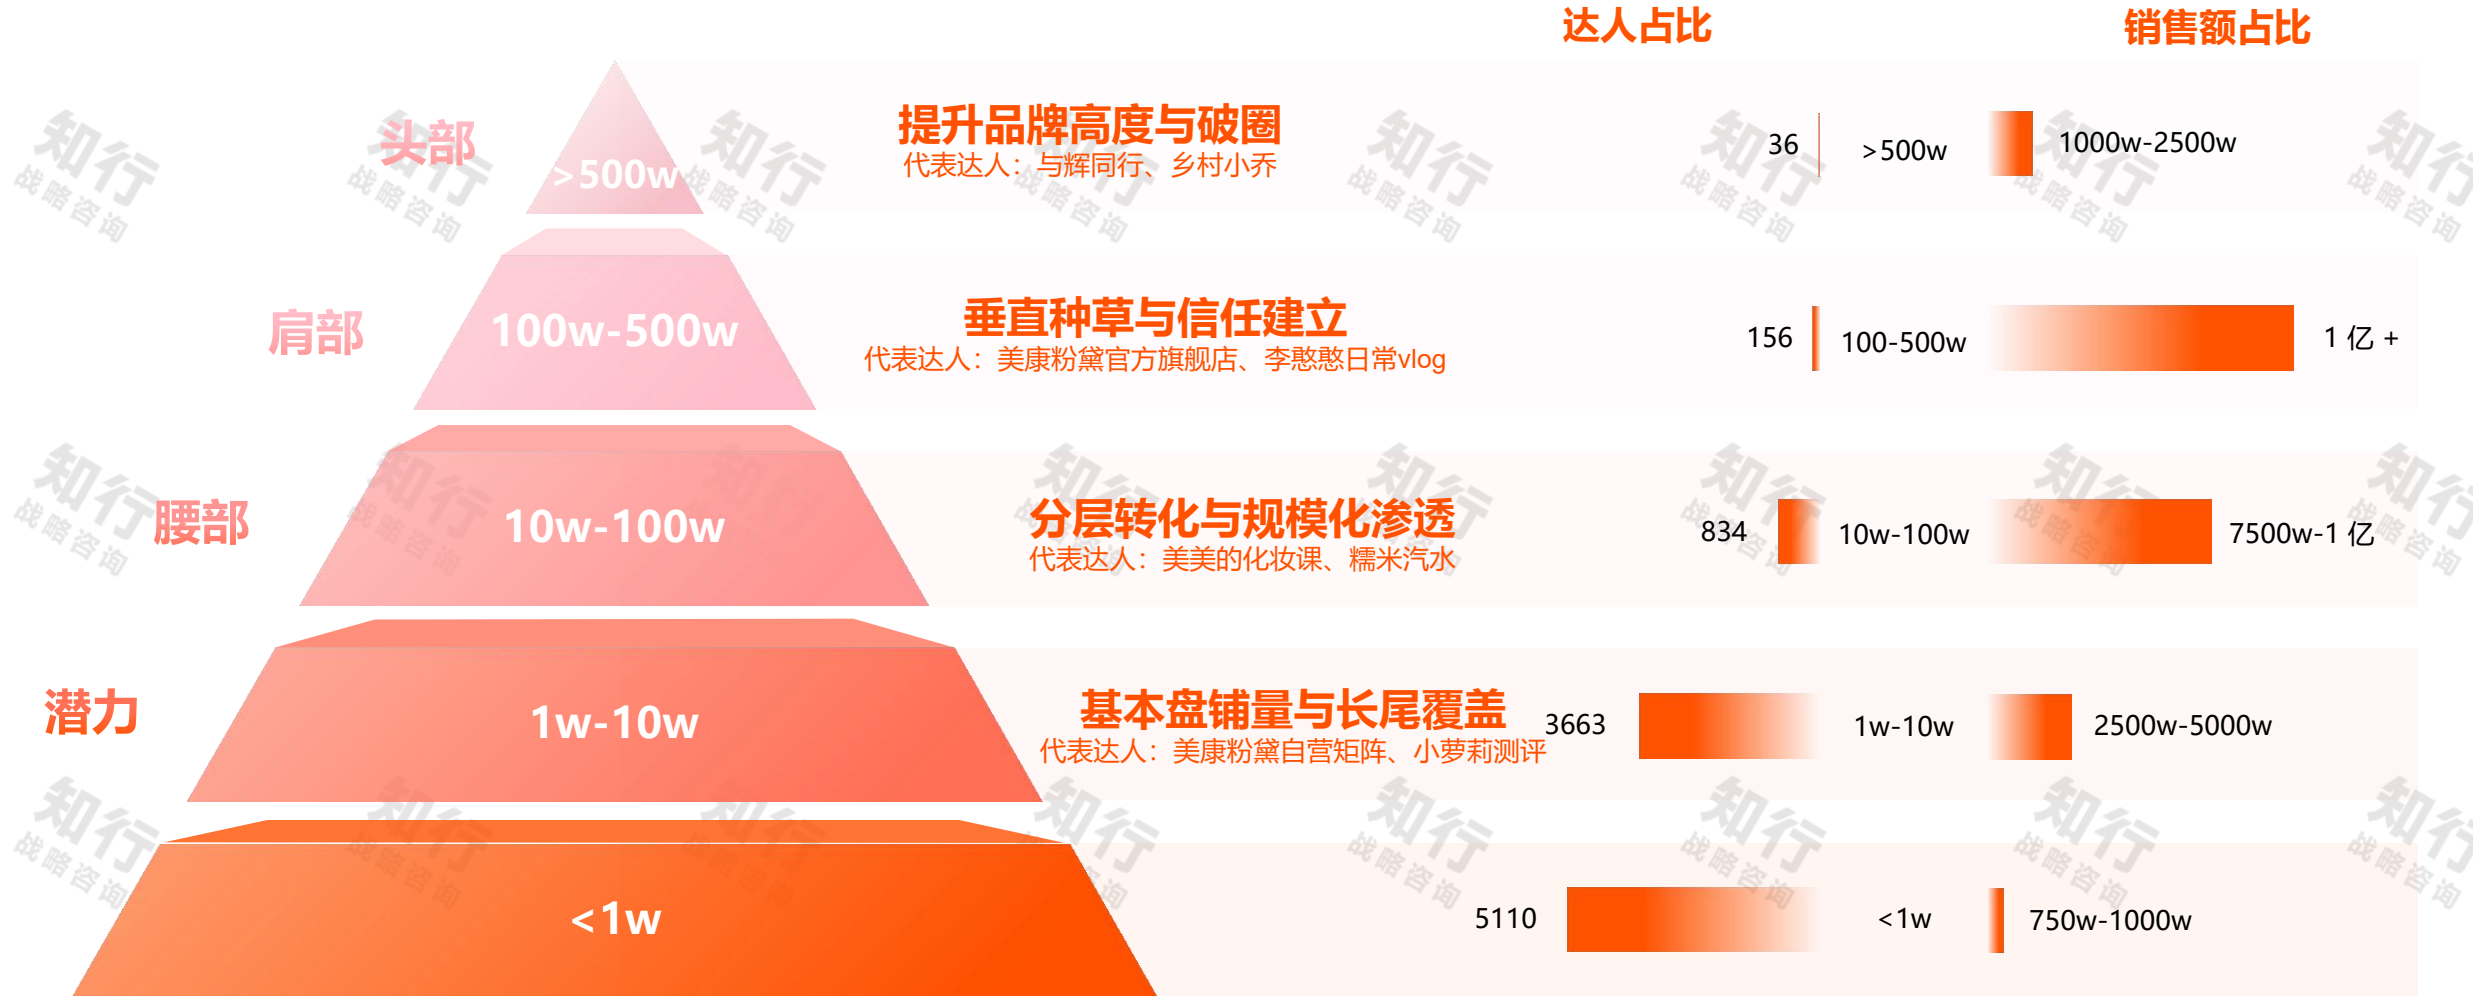 达人占比
销售额占比
头部
>500w
提升品牌高度与破圈
代表达人：与辉同行、乡村小乔
36
>500w
1000w-2500w
肩部
100w-500w
垂直种草与信任建立
代表达人：美康粉黛官方旗舰店、李憨憨日常vlog
156
100-500w
1 亿 +
腰部
10w-100w
分层转化与规模化渗透
代表达人：美美的化妆课、糯米汽水
834
10w-100w
7500w-1 亿
潜力
1w-10w
基本盘铺量与长尾覆盖
代表达人：美康粉黛自营矩阵、小萝莉测评
3663
1w-10w
2500w-5000w
<1w
5110
<1w
750w-1000w
知行
战略咨询